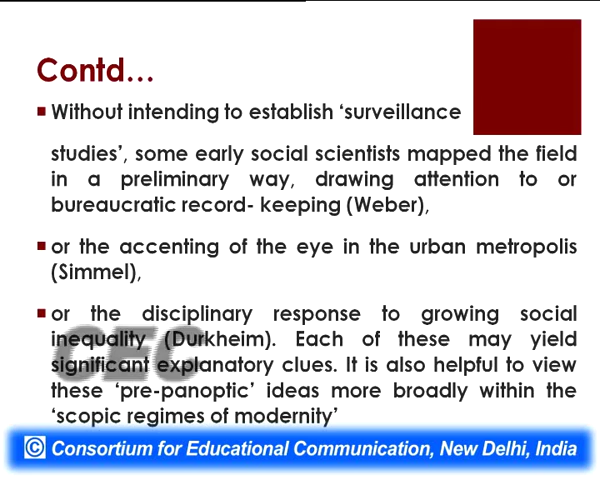 Contd...
Without intending to establish ‘surveillance
studies’, some early social scientists mapped the field
in a preliminary way, drawing attention to or
bureaucratic record- keeping (Weber),
or the accenting of the eye in the urban metropolis
(Simmel),
or the disciplinary response to growing social
inequality (Durkheim). Each of these may yield
significant explanatory clues. It is also helpful to view
these ‘pre-panoptic’ ideas more broadly within the
‘scopic regimes of modernity’
CEC
© Consortium for Educational Communication, New Delhi, India